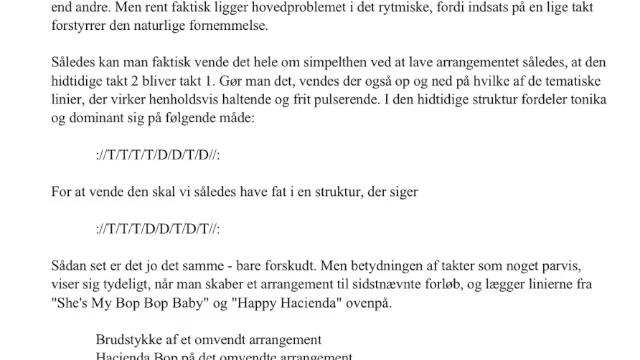 end andre. Men rent faktisk ligger hovedproblemet i det rytmiske, fordi indsats på en lige takt
forstyrrer den naturlige fornemmelse.
Således kan man faktisk vende det hele om simpelthen ved at lave arrangementet således, at den
hidtidige takt 2 bliver takt 1. Gør man det, vendes der også op og ned på hvilke af de tematiske
linier, der virker henholdsvis haltende og frit pulserende. I den hidtidige struktur fordeler tonika
og dominant sig på følgende måde:
://T/T/T/T/D/D/T/D//:
For at vende den skal vi således have fat i en struktur, der siger
://T/T/T/D/D/T/D/T//:
Sådan set er det jo det samme - bare forskudt. Men betydningen af takter som noget parvis,
viser sig tydeligt, når man skaber et arrangement til sidstnævnte forløb, og lægger linierne fra
"She's My Bop Bop Baby" og "Happy Hacienda" ovenpå.
Brudstykke af et omvendt arrangement
Hacienda Bop på det omvendte arrangement